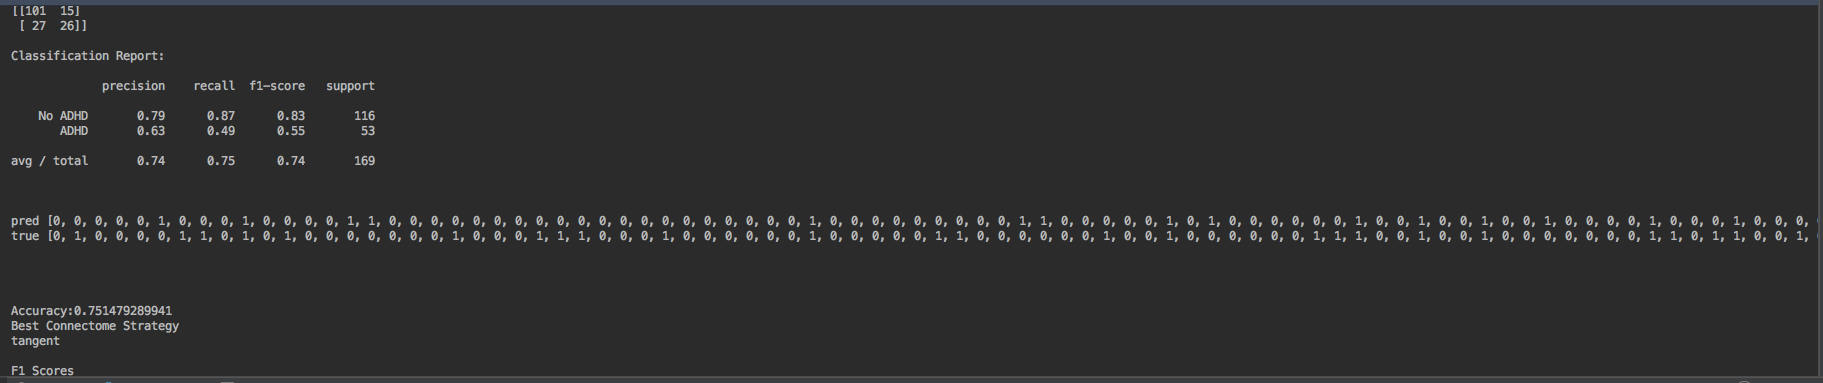 [[101  15]
 [ 27  26]]
Classification Report:
precision    recall  f1-score   support
No ADHD       0.79      0.87      0.83       116
ADHD       0.63      0.49      0.55        53
avg / total       0.74      0.75      0.74       169
pred [0, 0, 0, 0, 0, 1, 0, 0, 0, 1, 0, 0, 0, 0, 1, 1, 0, 0, 0, 0, 0, 0, 0, 0, 0, 0, 0, 0, 0, 0, 0, 0, 0, 0, 0, 0, 1, 0, 0, 0, 0, 0, 0, 0, 0, 0, 1, 1, 0, 0, 0, 0, 0, 1, 0, 1, 0, 0, 0, 0, 0, 0, 1, 0, 0, 1, 0, 0, 1, 0, 0, 1, 0, 0, 0, 0, 1, 0, 0, 0, 1, 0, 0, 0,
true [0, 1, 0, 0, 0, 0, 1, 1, 0, 1, 0, 1, 0, 0, 0, 0, 0, 0, 0, 1, 0, 0, 0, 1, 1, 1, 0, 0, 0, 1, 0, 0, 0, 0, 0, 0, 1, 0, 0, 0, 0, 0, 1, 1, 0, 0, 0, 0, 0, 0, 1, 0, 0, 1, 0, 0, 0, 0, 0, 0, 1, 1, 1, 0, 0, 1, 0, 0, 1, 0, 0, 0, 0, 0, 0, 0, 1, 1, 0, 1, 1, 0, 0, 1,
Accuracy:0.751479289941
Best Connectome Strategy
tangent
F1 Scores